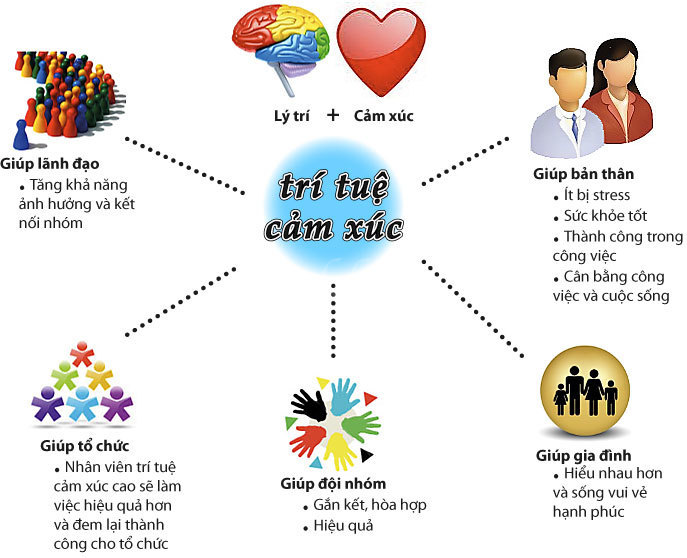 Lý trí + Cảm xúc
trí tuệ
cảm xúc
Giúp lãnh đạo
• Tăng khả năng
ảnh hưởng và kết
nối nhóm
Giúp bản thân
• Ít bị stress
• Sức khỏe tốt
• Thành công trong
công việc
• Cân bằng công
việc và cuộc sống
Giúp tổ chức
• Nhân viên trí tuệ
cảm xúc cao sẽ làm
việc hiệu quả hơn
và đem lại thành
công cho tổ chức
Giúp đội nhóm
• Gắn kết, hòa hợp
• Hiệu quả
Giúp gia đình
• Hiểu nhau hơn
và sống vui vẻ
hạnh phúc